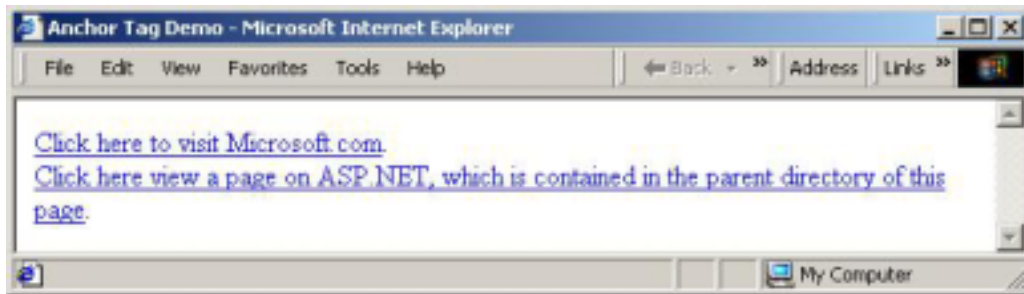 Anchor Tag Demo - Microsoft Internet Explorer
File Edit View Favorites Tools Help Back » Address Links »
Click here to visit Microsoft.com.
Click here view a page on ASP.NET, which is contained in the parent directory of this
page.
My Computer